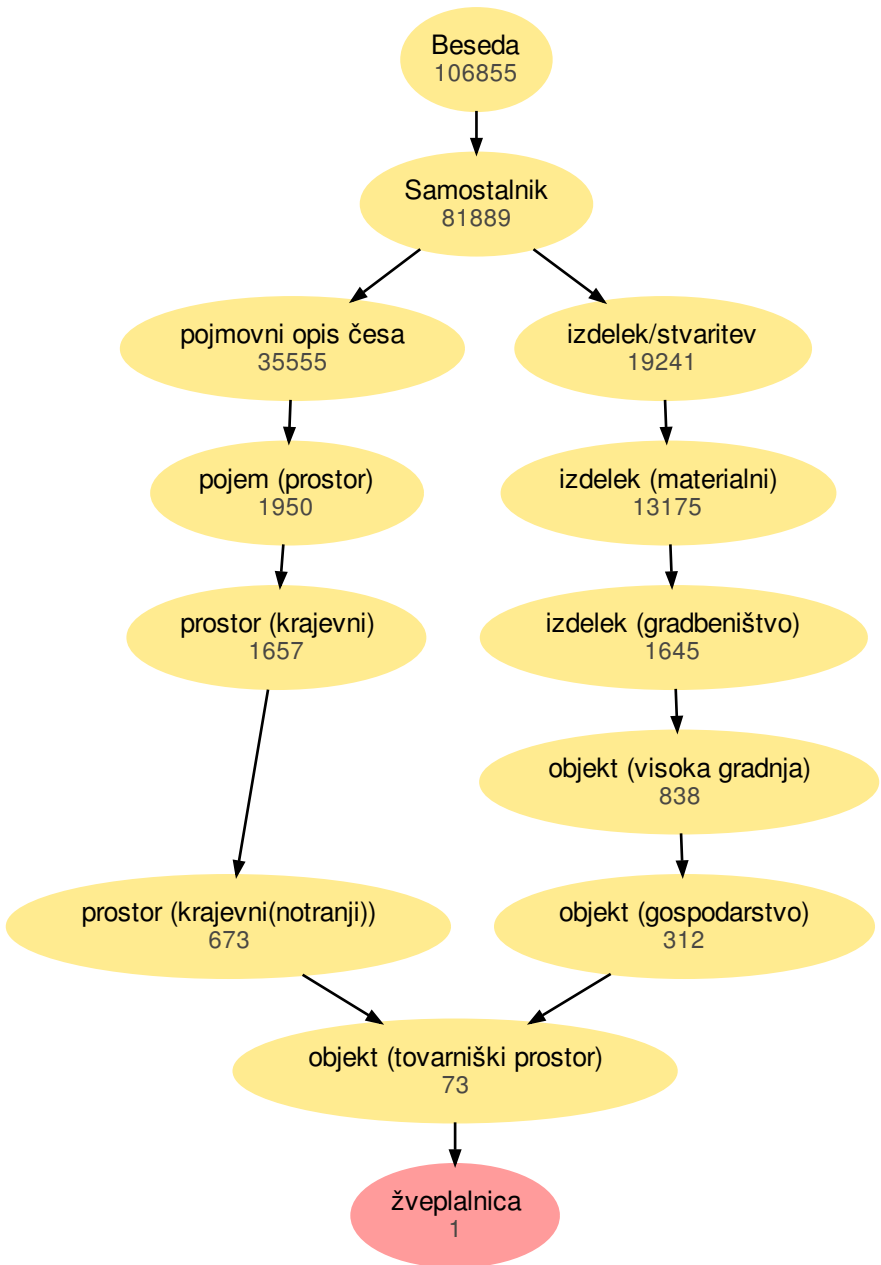 Beseda
106855
Samostalnik
81889
pojmovni opis česa
35555
izdelek/stvaritev
19241
pojem (prostor)
1950
izdelek (materialni)
13175
prostor (krajevni)
1657
izdelek (gradbeništvo)
1645
objekt (visoka gradnja)
838
prostor (krajevni(notranji))
673
objekt (gospodarstvo)
312
objekt (tovarniški prostor)
73
žveplalnica
1